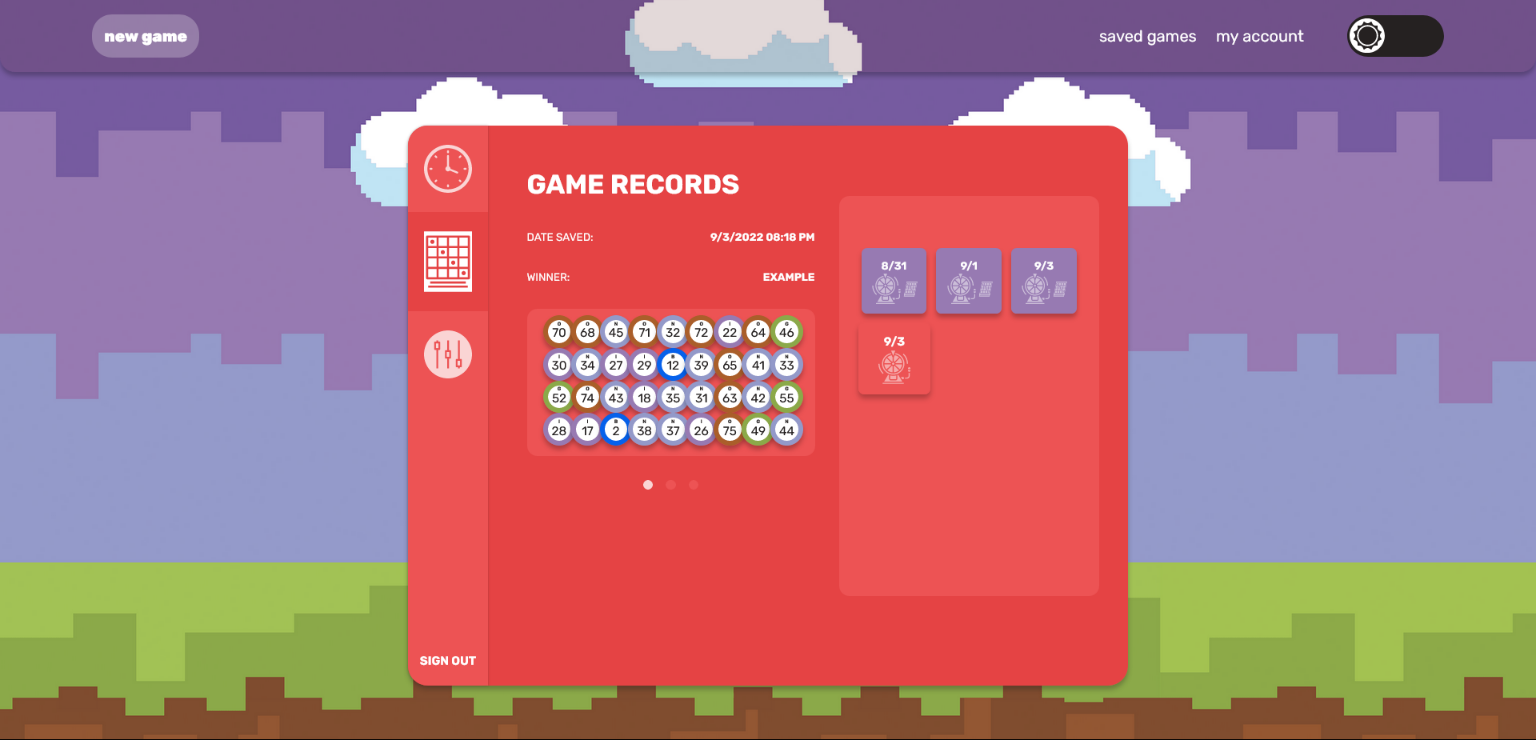 new game
saved games my account
GAME RECORDS
DATE SAVED: 9/3/2022 08:18 PM
WINNER: EXAMPLE
O O N O N O I O G
70 68 45 71 32 72 22 64 46
I N I I B N O N N
30 34 27 29 12 39 65 41 33
G O N I N N O N G
52 74 43 18 35 31 63 42 55
I I B N N I O G N
28 17 2 38 37 26 75 49 44
8/31 9/1 9/3
9/3
SIGN OUT